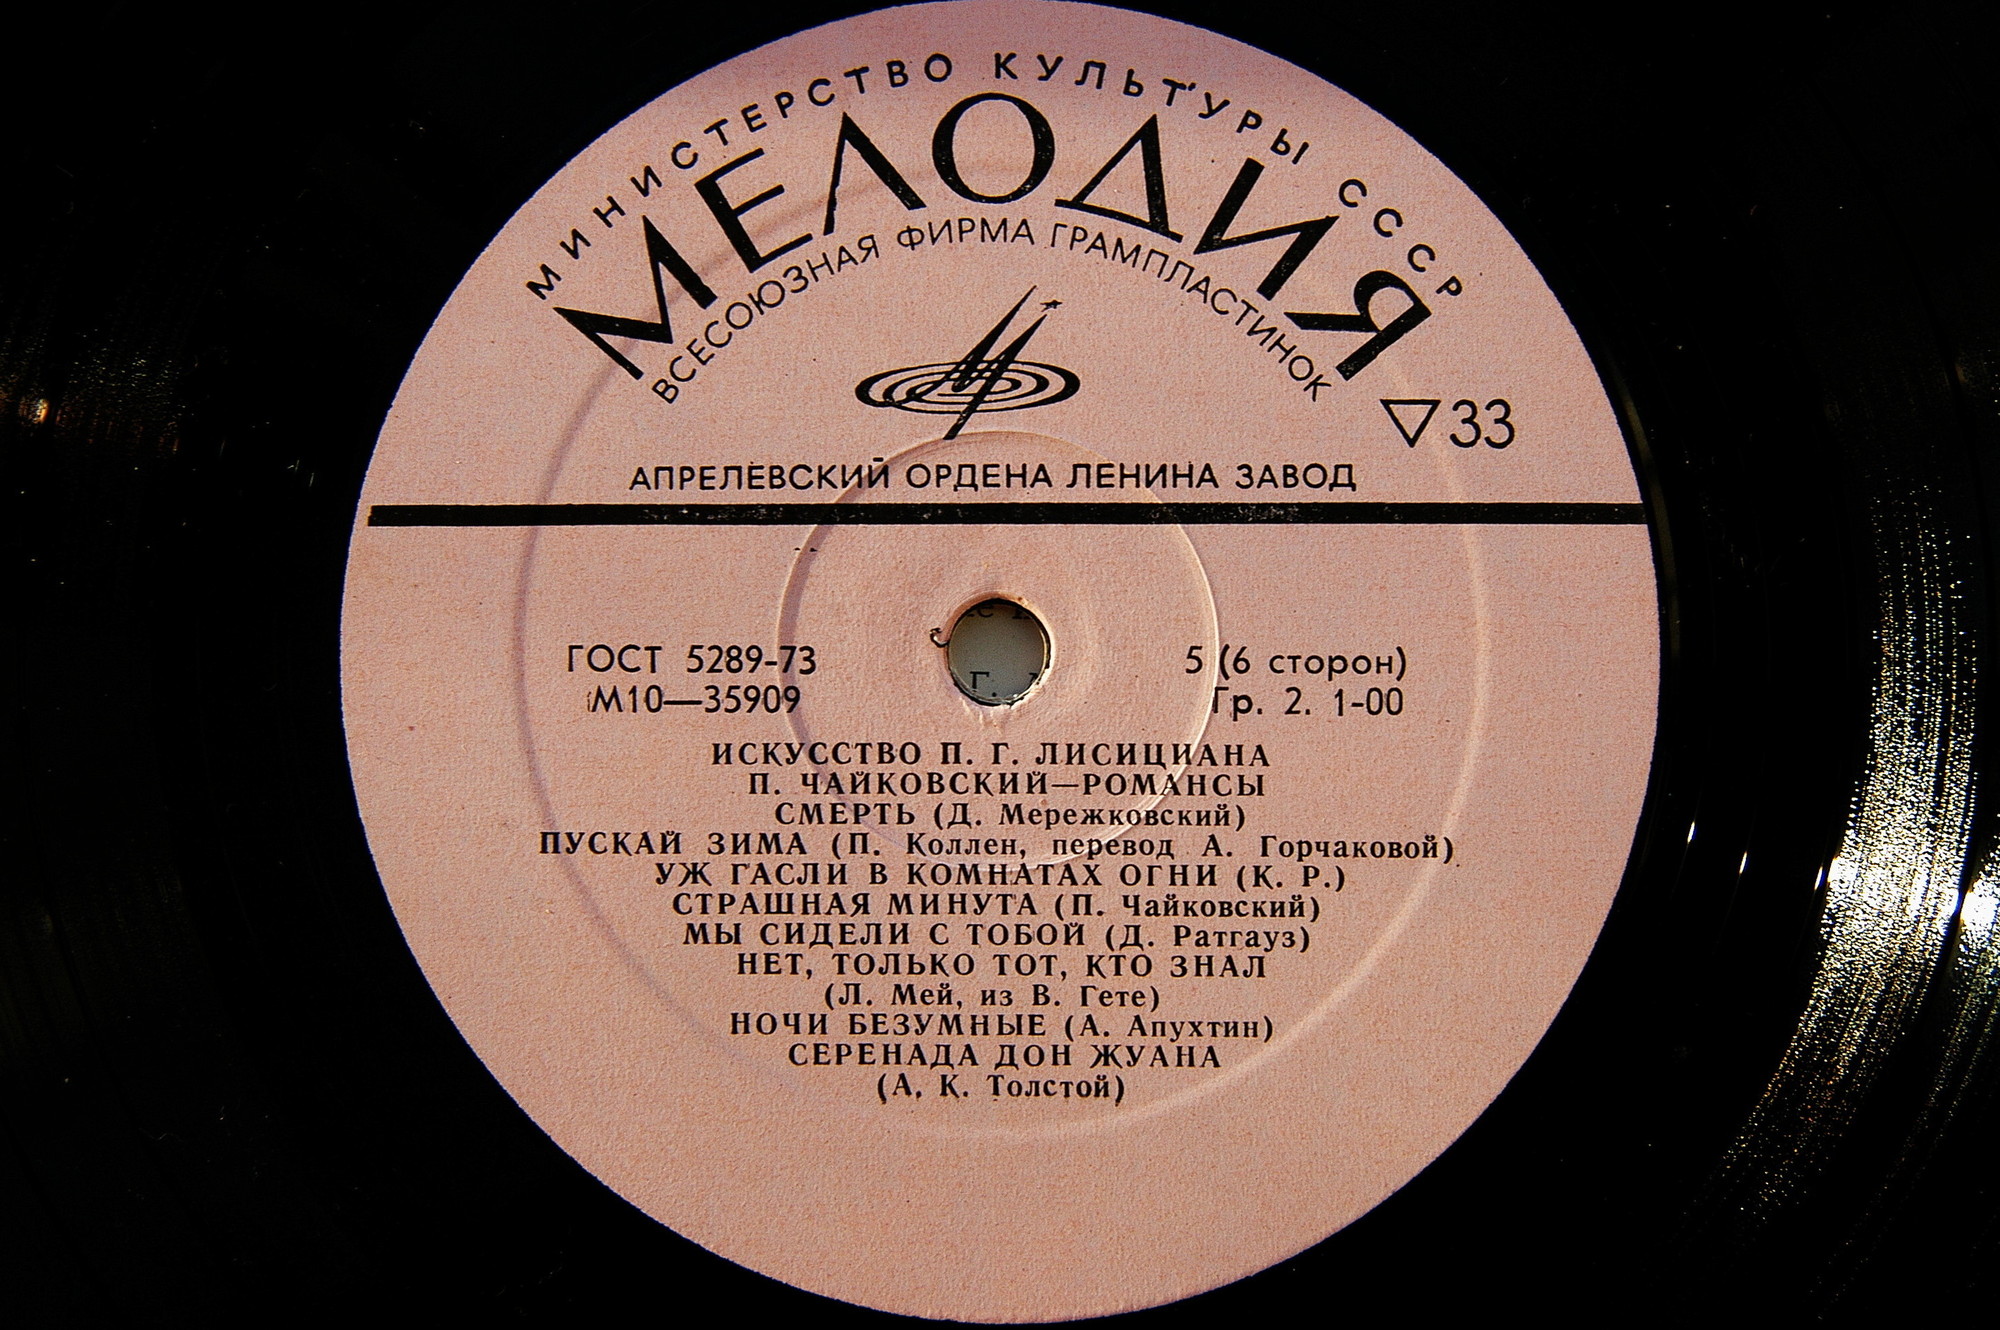 МИНИСТЕРСТВО КУЛЬТУРЫ СССР
МЕЛОДИЯ
ВСЕСОЮЗНАЯ ФИРМА ГРАМПЛАСТИНОК
▽33
АПРЕЛЕВСКИЙ ОРДЕНА ЛЕНИНА ЗАВОД
ГОСТ 5289-73
5 (6 сторон)
М10—35909
Гр. 2. 1-00
ИСКУССТВО П. Г. ЛИСИЦИАНА
П. ЧАЙКОВСКИЙ—РОМАНСЫ
СМЕРТЬ (Д. Мережковский)
ПУСКАЙ ЗИМА (П. Коллен, перевод А. Горчаковой)
УЖ ГАСЛИ В КОМНАТАХ ОГНИ (К. Р.)
СТРАШНАЯ МИНУТА (П. Чайковский)
МЫ СИДЕЛИ С ТОБОЙ (Д. Ратгауз)
НЕТ, ТОЛЬКО ТОТ, КТО ЗНАЛ
(Л. Мей, из В. Гете)
НОЧИ БЕЗУМНЫЕ (А. Апухтин)
СЕРЕНАДА ДОН ЖУАНА
(А. К. Толстой)